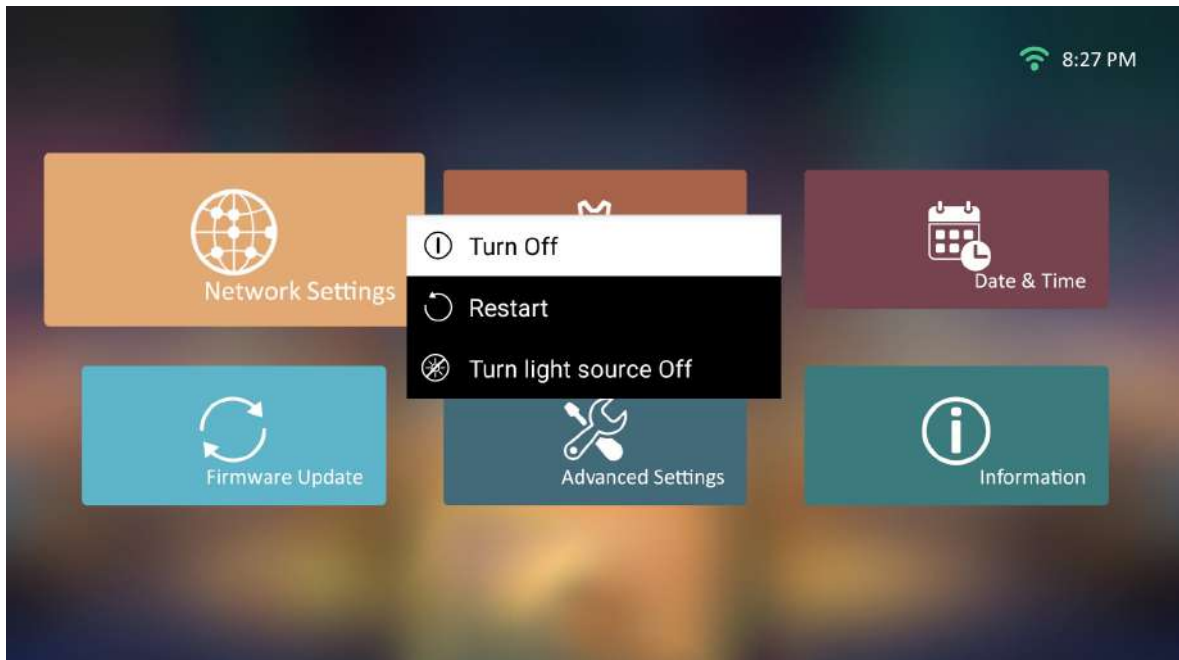 8:27 PM
Network Settings
Turn Off
Restart
Turn light source Off
Date & Time
Firmware Update
Advanced Settings
Information